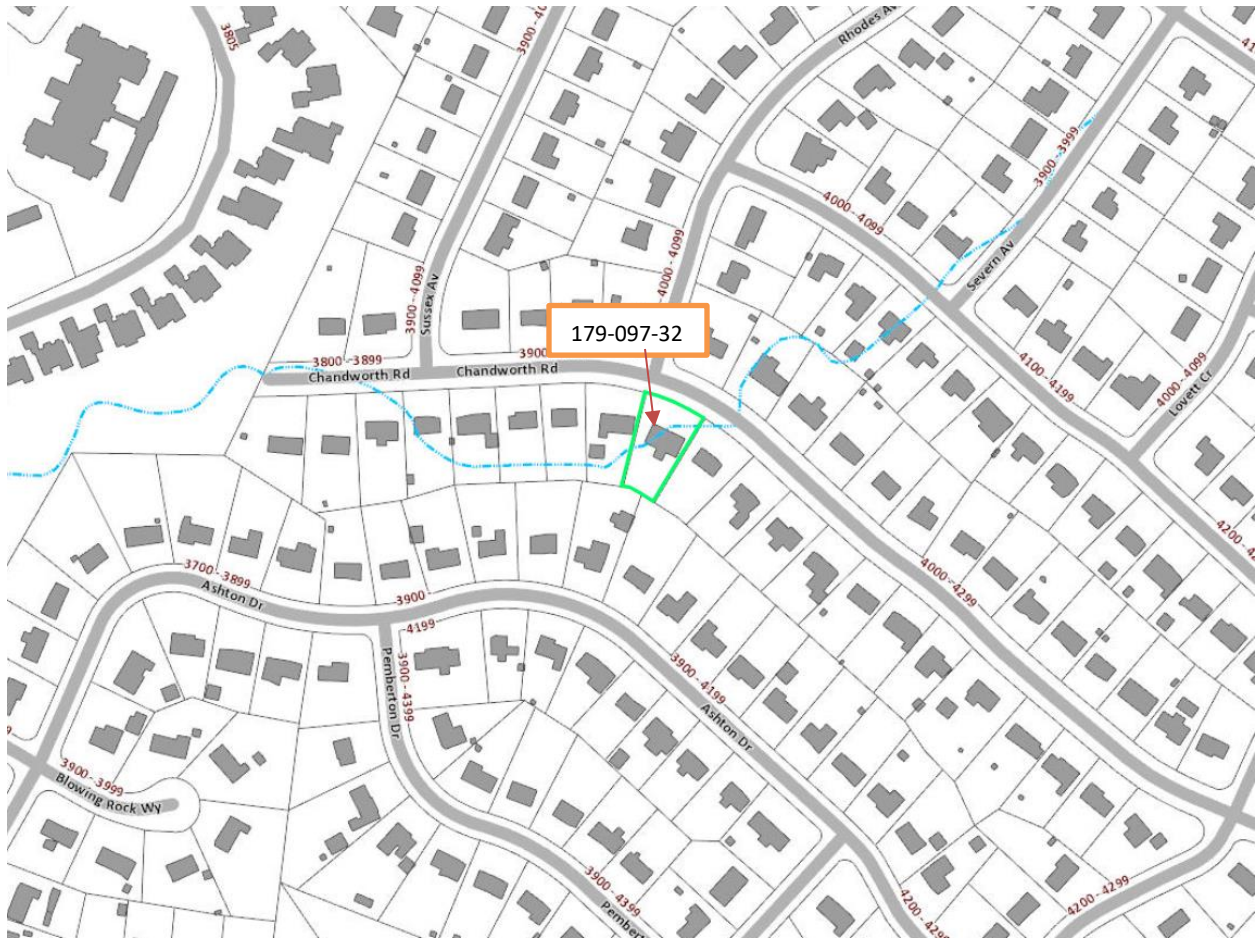 3805
3900 - 40
Rhodes Av
41
3900 - 3999
4000 - 4099
Severn Av
4000 - 4099
3900 - 4099
Sussex Av
179-097-32
3800 - 3899
3900
Chandworth Rd
Chandworth Rd
4100 - 4199
4000 - 4099
Lovett Cr
4200 - 42
3700 - 3899
Ashton Dr
3900
- 4199
4000 - 4299
Pemberton Dr
3900 - 4399
3900 - 4199
Ashton Dr
3900 - 3999
Blowing Rock Wy
3900 - 4399
Pember
4200 - 4299
4200 - 4299